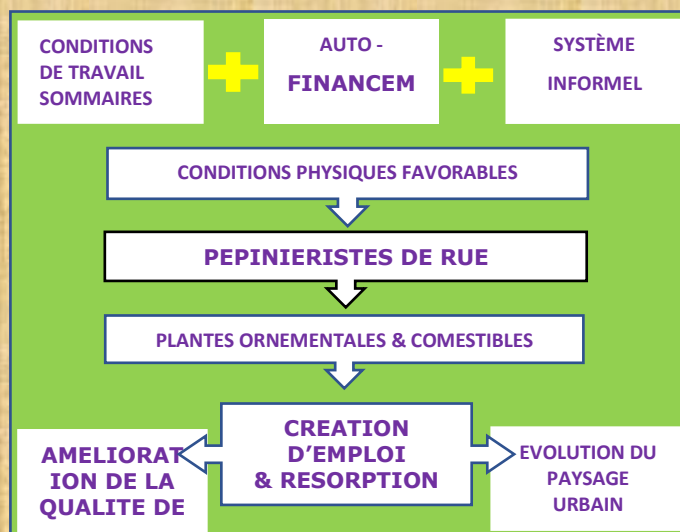 CONDITIONS
DE TRAVAIL
SOMMAIRES
AUTO -
FINANCEM
SYSTÈME
INFORMEL
CONDITIONS PHYSIQUES FAVORABLES
PEPINIERISTES DE RUE
PLANTES ORNEMENTALES & COMESTIBLES
CREATION
D’EMPLOI
& RESORPTION
AMELIORAT
ION DE LA
QUALITE DE
EVOLUTION DU
PAYSAGE
URBAIN